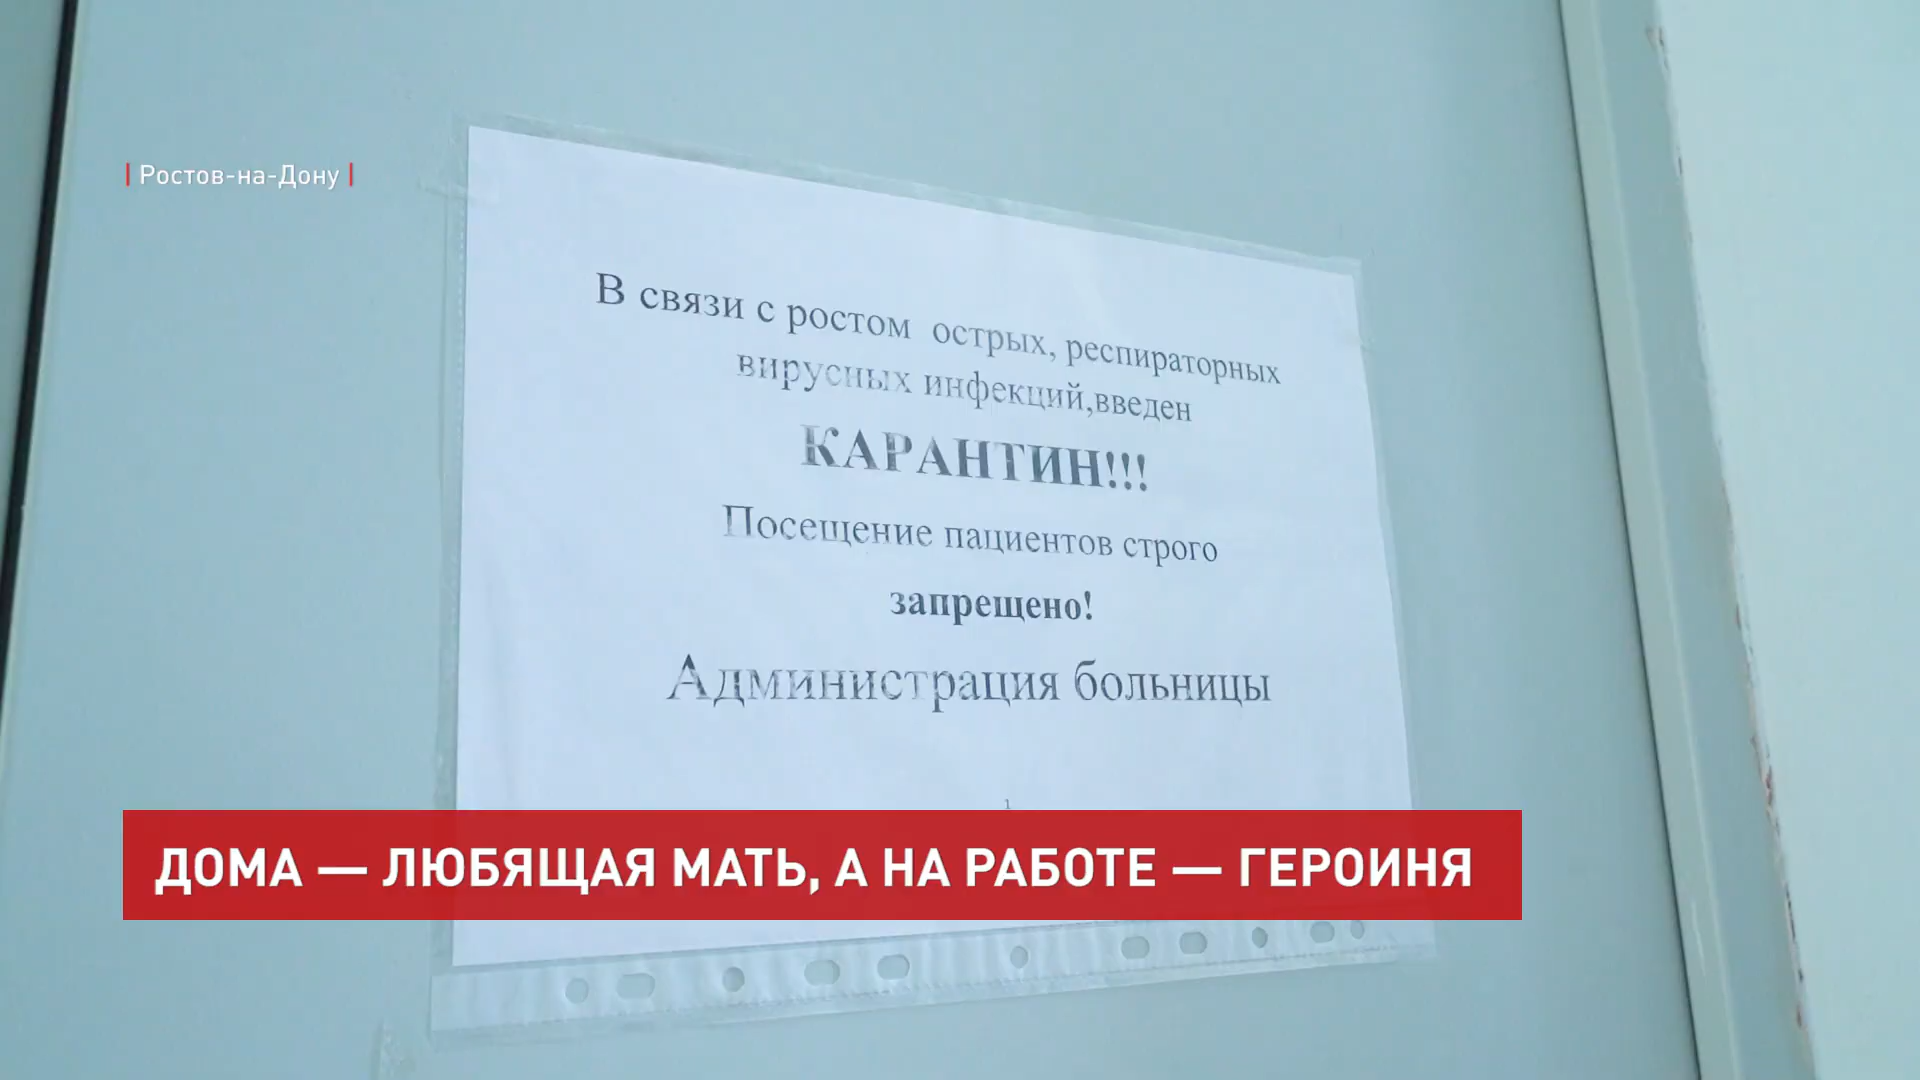 | Ростов-на-Дону |
В связи с ростом острых, респираторных
вирусных инфекций,введен
КАРАНТИН!!!
Посещение пациентов строго
запрещено!
Администрация больницы
1
ДОМА — ЛЮБЯЩАЯ МАТЬ, А НА РАБОТЕ — ГЕРОИНЯ